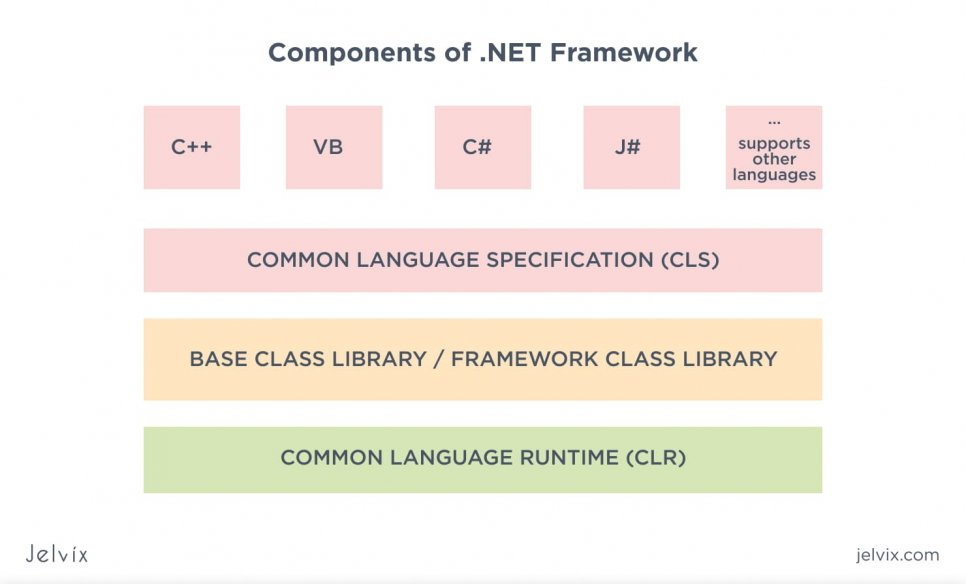 Components of .NET Framework
C++
VB
C#
J#
...
supports
other
languages
COMMON LANGUAGE SPECIFICATION (CLS)
BASE CLASS LIBRARY / FRAMEWORK CLASS LIBRARY
COMMON LANGUAGE RUNTIME (CLR)
Jelvix
jelvix.com